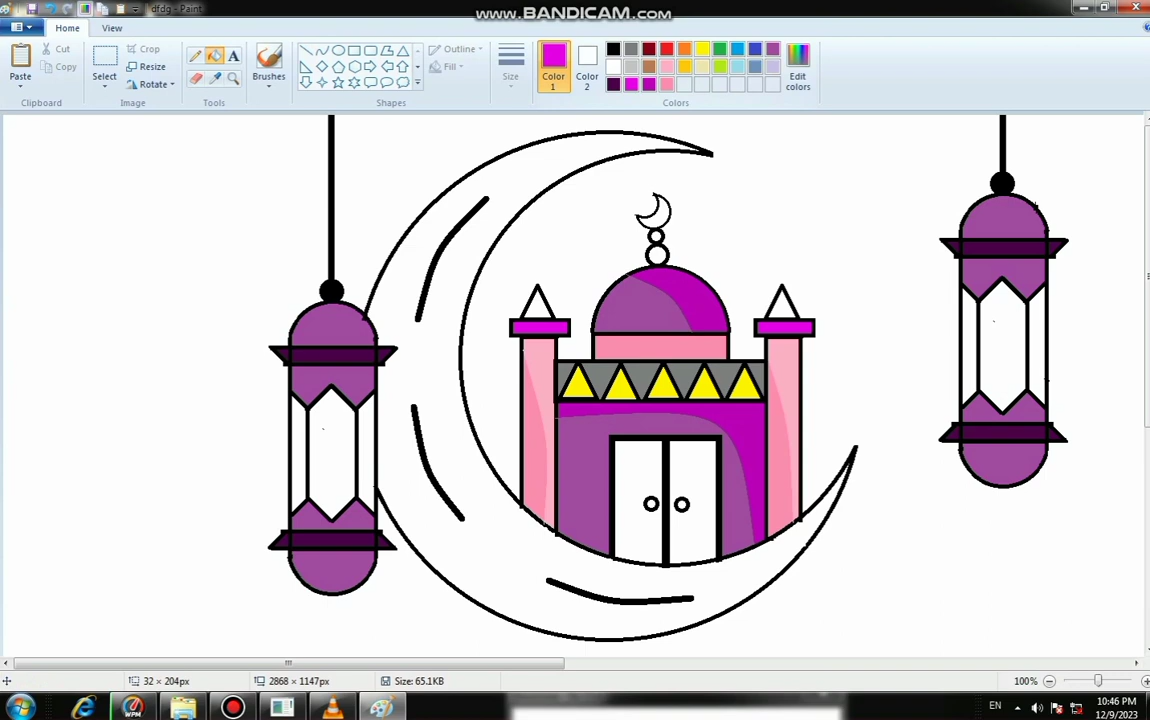 dfdg - Paint
www.BANDICAM.com
Home
View
Paste
Cut
Copy
Clipboard
Select
Crop
Resize
Rotate
Image
A
Tools
Brushes
Outline
Fill
Shapes
Size
Color
1
Color
2
Edit
colors
Colors
32 × 204px
2868 × 1147px
Size: 65.1KB
100%
WPM
EN
10:46 PM
12/9/2023